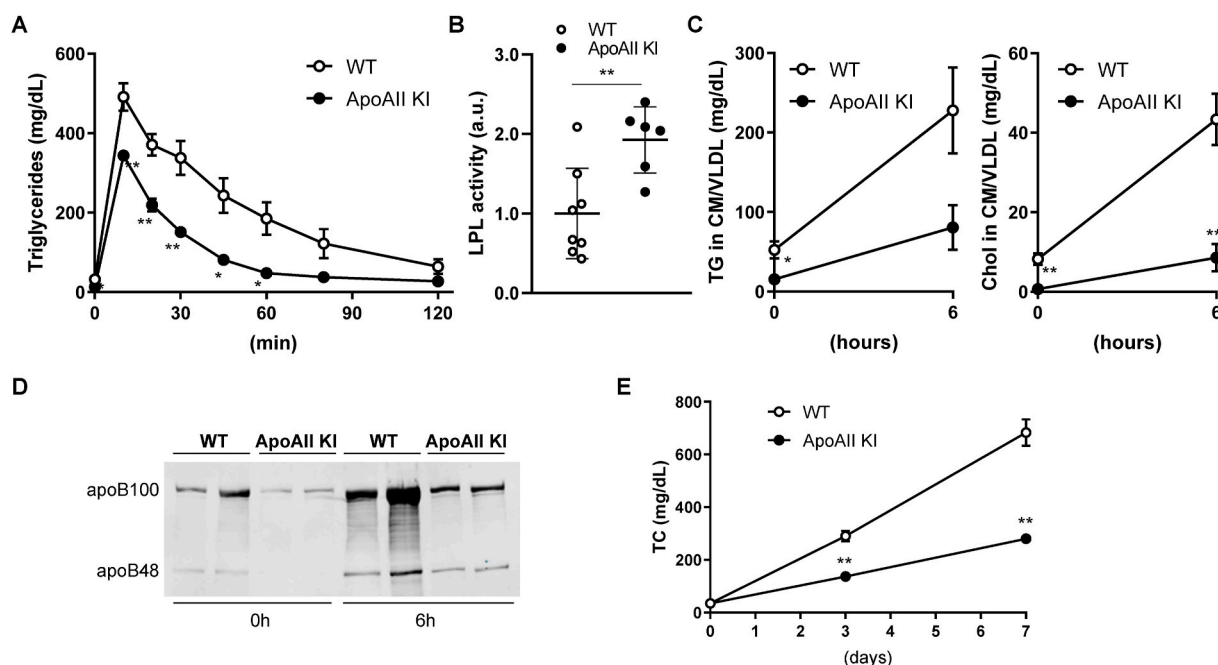 A
Triglycerides (mg/dL)
600
400
200
0
WT
ApoAII KI
**
**
**
*
*
*
0
30
60
90
120
(min)
B
WT
ApoAII KI
LPL activity (a.u.)
3.0
2.0
1.0
0
**
C
TG in CM/VLDL (mg/dL)
250
200
150
100
50
0
WT
ApoAII KI
*
0
6
(hours)
Chol in CM/VLDL (mg/dL)
60
40
20
0
WT
ApoAII KI
**
**
0
6
(hours)
D
WT
ApoAII KI
WT
ApoAII KI
apoB100
apoB48
0h
6h
E
TC (mg/dL)
800
600
400
200
0
WT
ApoAII KI
**
**
0
1
2
3
4
5
6
7
(days)